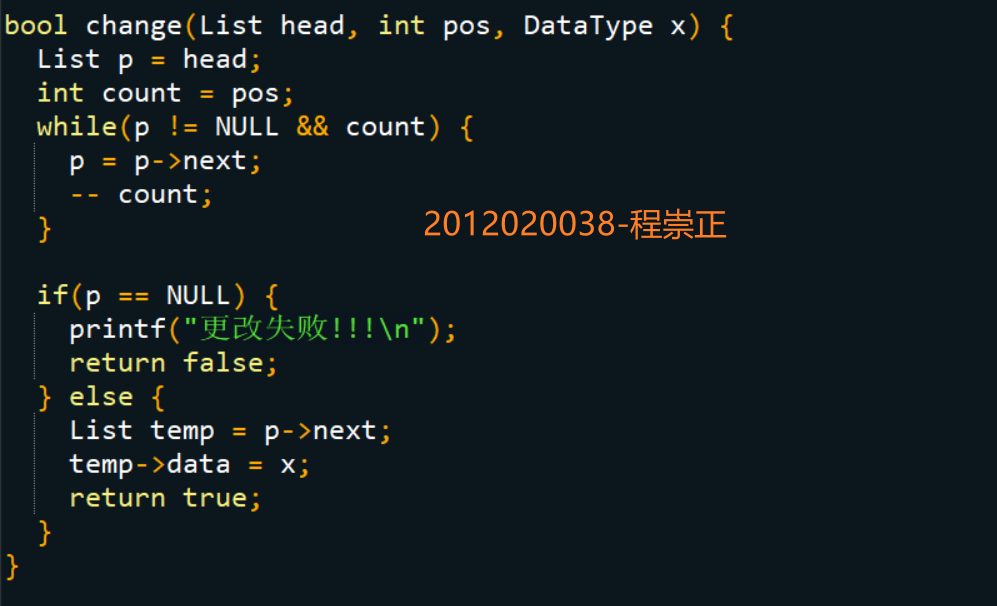 bool change(List head, int pos, DataType x) {
  List p = head;
  int count = pos;
  while(p != NULL && count) {
    p = p->next;
    -- count;
  }
2012020038-程崇正
  if(p == NULL) {
    printf("更改失败!!!\n");
    return false;
  } else {
    List temp = p->next;
    temp->data = x;
    return true;
  }
}